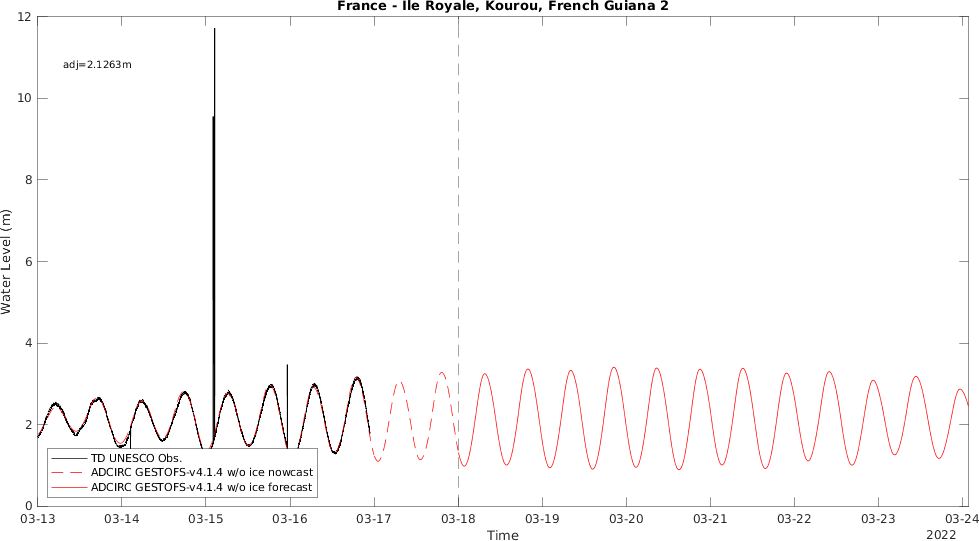 France - Ile Royale, Kourou, French Guiana 2
12
adj=2.1263m
10
8
6
4
2
0
Water Level (m)
TD UNESCO Obs.
ADCIRC GESTOFS-v4.1.4 w/o ice nowcast
ADCIRC GESTOFS-v4.1.4 w/o ice forecast
03-13 03-14 03-15 03-16 03-17 03-18 03-19 03-20 03-21 03-22 03-23 03-24
Time
2022